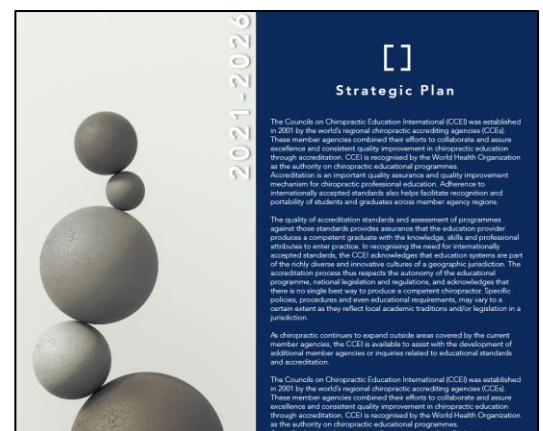 2021-2026
Strategic Plan
The Councils on Chiropractic Education International (CCEI) was established
in 2001 by the world's regional chiropractic accrediting agencies (CCEs).
These member agencies combined their efforts to collaborate and assure
excellence and consistent quality improvement in chiropractic education
through accreditation. CCEI is recognised by the World Health Organization
as the authority on chiropractic educational programmes.
Accreditation is an important quality assurance and quality improvement
mechanism for chiropractic professional education. Adherence to
internationally accepted standards also helps facilitate recognition and
portability of students and graduates across member agency regions.
The quality of accreditation standards and assessment of programmes
against those standards provides assurance that the education provider
produces a competent graduate with the knowledge, skills and professional
attributes to enter practice. In recognising the need for internationally
accepted standards, the CCEI acknowledges that education systems are part
of the richly diverse and innovative cultures of a geographic jurisdiction. The
accreditation process thus respects the autonomy of the educational
programme, national legislation and regulations, and acknowledges that
there is no single best way to produce a competent chiropractor. Specific
policies, procedures and even educational requirements, may vary to a
certain extent as they reflect local academic traditions and/or legislation in a
jurisdiction.
As chiropractic continues to expand outside areas covered by the current
member agencies, the CCEI is available to assist with the development of
additional member agencies or inquiries related to educational standards
and accreditation.
The Councils on Chiropractic Education International (CCEI) was established
in 2001 by the world's regional chiropractic accrediting agencies (CCEs).
These member agencies combined their efforts to collaborate and assure
excellence and consistent quality improvement in chiropractic education
through accreditation. CCEI is recognised by the World Health Organization
as the authority on chiropractic educational programmes.